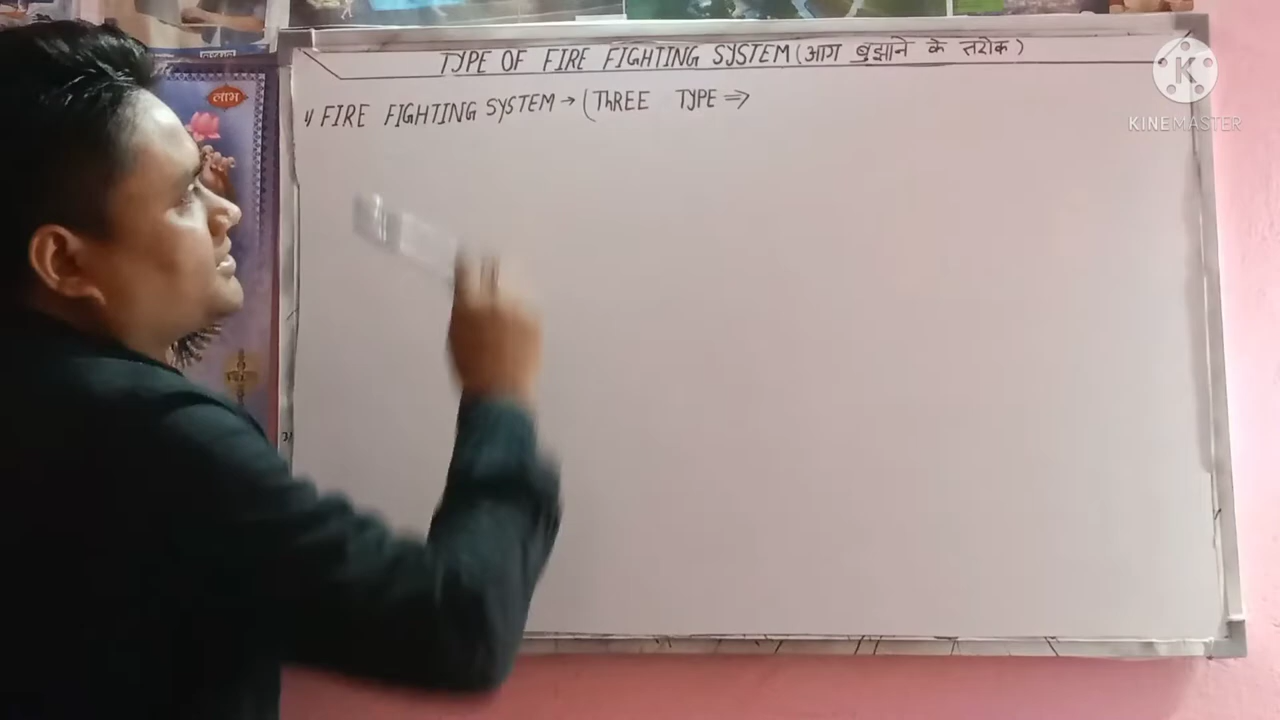 TYPE OF FIRE FIGHTING SYSTEM (आग बुझाने के तरीक)
1) FIRE FIGHTING SYSTEM → (THREE TYPE ⇒
लाभ
K
KINEMASTER